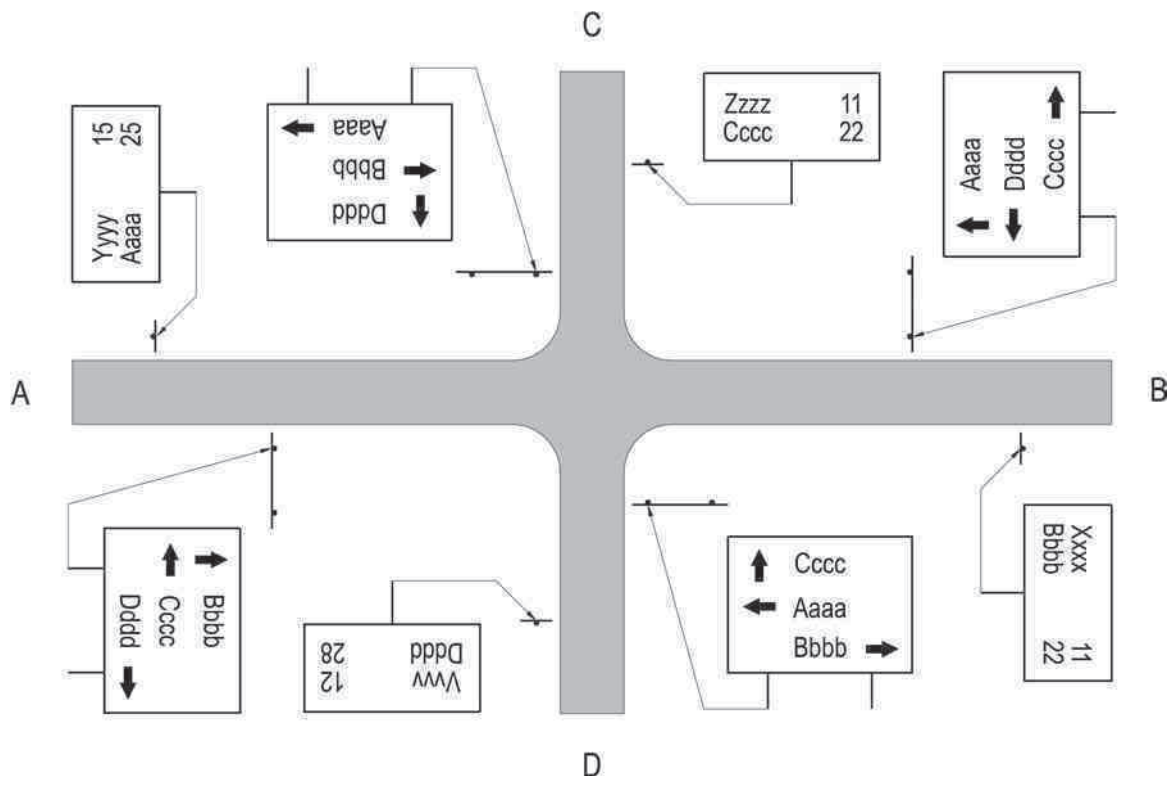 C
Yyyy 15
Aaaa 25
Dddd
Bbbb
Aaaa
Zzzz 11
Cccc 22
Aaaa
Dddd
Cccc
A
B
Bbbb
Cccc
Dddd
Vvvv 12
Dddd 28
Cccc
Aaaa
Bbbb
Xxxx 11
Bbbb 22
D